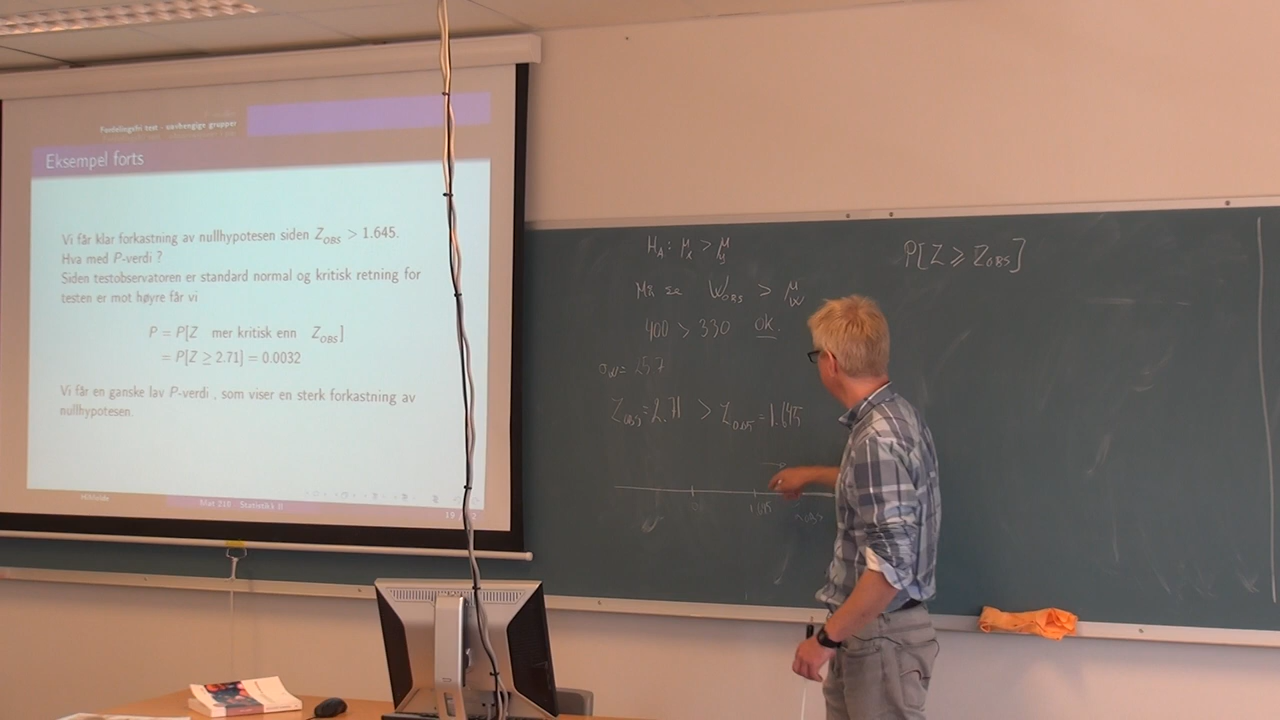 Fordelingsfri test - uavhengige grupper
Eksempel forts
Vi får klar forkastning av nullhypotesen siden Z_OBS > 1.645.
Hva med P-verdi ?
Siden testobservatoren er standard normal og kritisk retning for
testen er mot høyre får vi
P = P[Z mer kritisk enn Z_OBS]
= P[Z ≥ 2.71] = 0.0032
Vi får en ganske lav P-verdi , som viser en sterk forkastning av
nullhypotesen.
Mat 210 Statistikk II
19
H_A: μ_x > μ_y
Må se W_OBS > μ_W
400 > 330 OK.
σ_W = 25.7
Z_OBS = 2.71 > Z_0.05 = 1.645
1.645
P[Z ≥ Z_OBS]